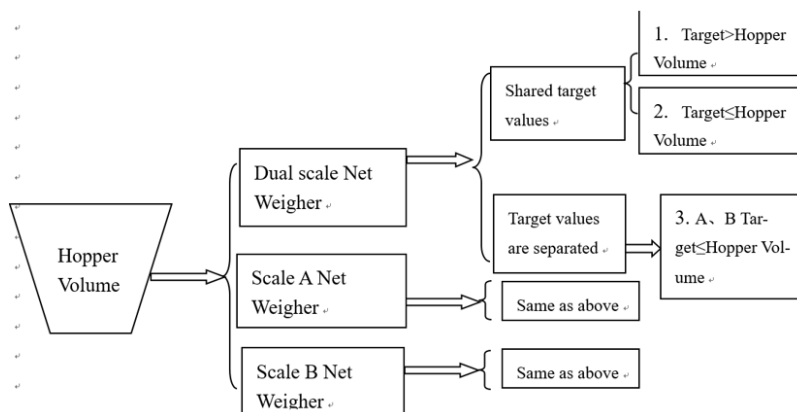 Hopper
Volume
Dual scale Net
Weigher
Scale A Net
Weigher
Scale B Net
Weigher
Shared target
values
Target values
are separated
Same as above
Same as above
1. Target>Hopper
Volume
2. Target≤Hopper
Volume
3. A、B Tar-
get≤Hopper Vol-
ume